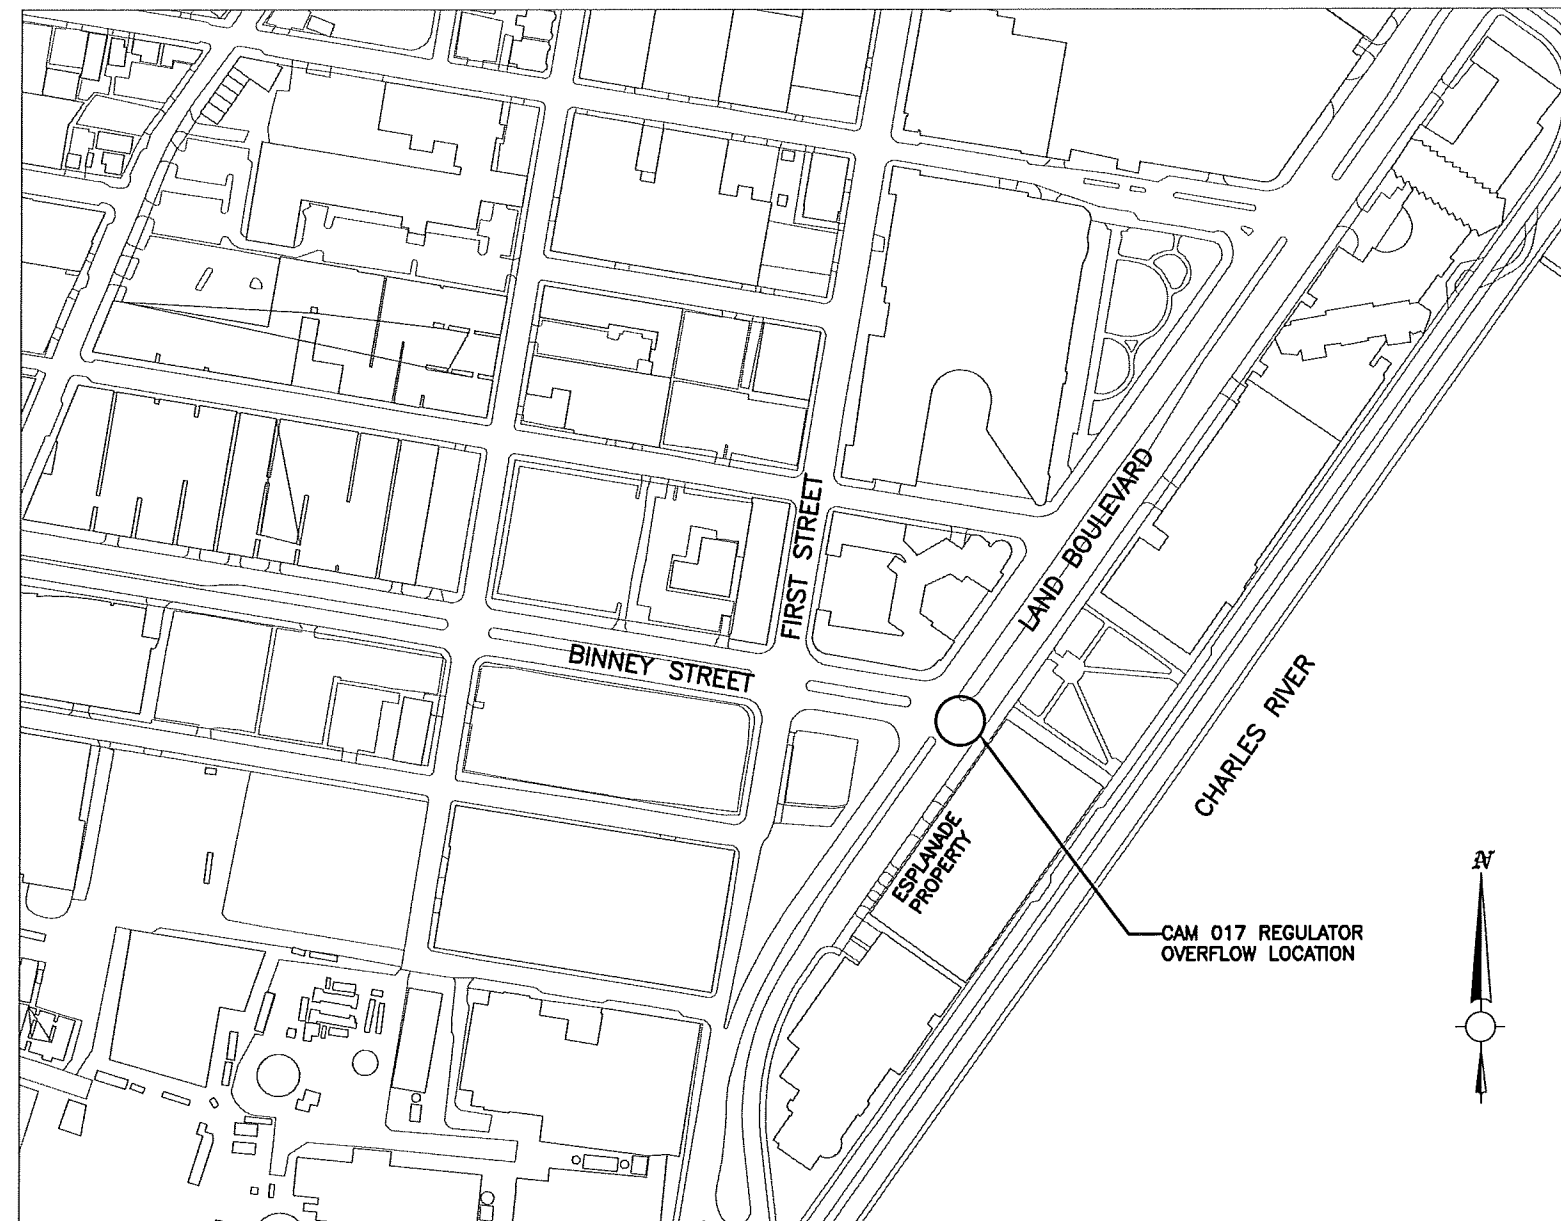 LAND BOULEVARD
FIRST STREET
BINNEY STREET
CHARLES RIVER
ESPLANADE
PROPERTY
N
CAM 017 REGULATOR
OVERFLOW LOCATION